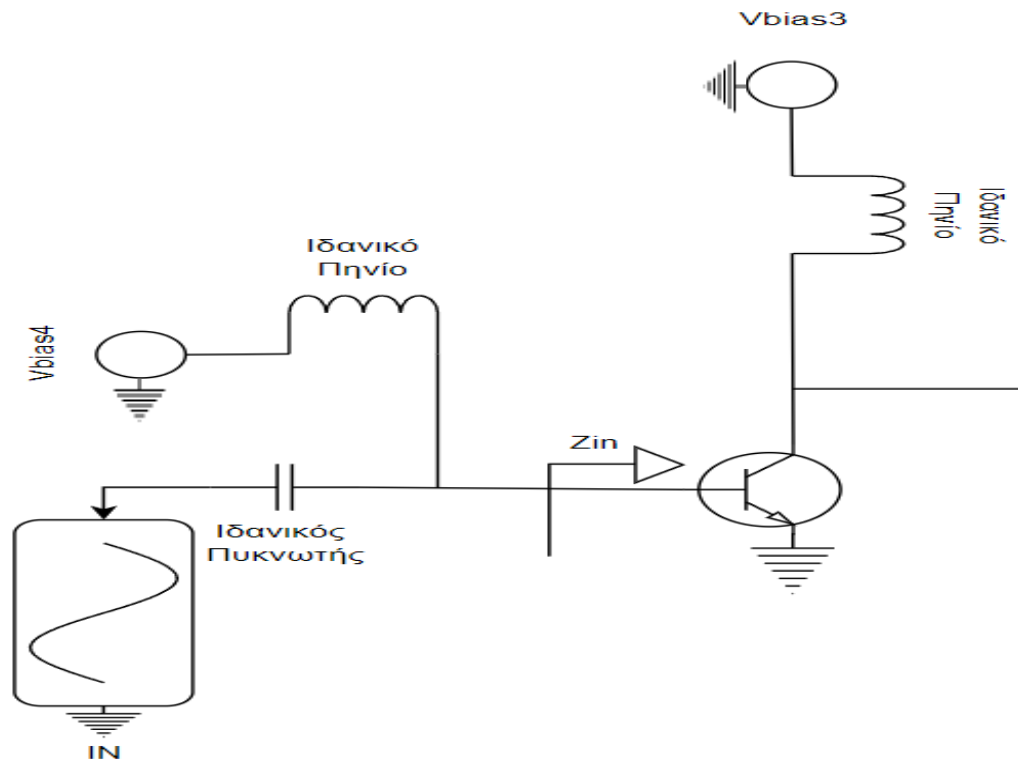 Vbias3
Ιδανικό
Πηνίο
Ιδανικό
Πηνίο
Vbias4
Zin
Ιδανικός
Πυκνωτής
IN